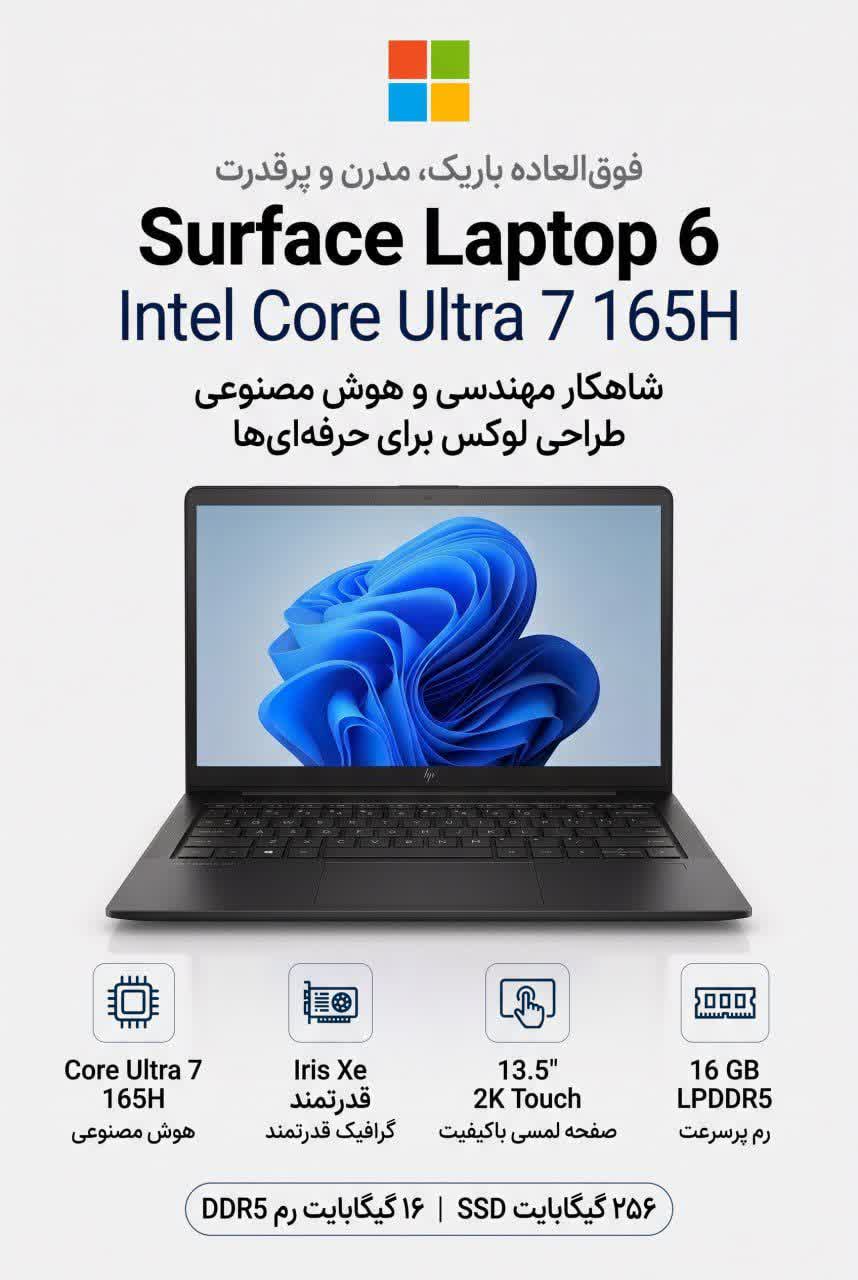 فوق‌العاده باریک، مدرن و پرقدرت
Surface Laptop 6
Intel Core Ultra 7 165H
شاهکار مهندسی و هوش مصنوعی
طراحی لوکس برای حرفه‌ای‌ها
hp
Core Ultra 7
165H
هوش مصنوعی
Iris Xe
قدرتمند
گرافیک قدرتمند
13.5"
2K Touch
صفحه لمسی باکیفیت
16 GB
LPDDR5
رم پرسرعت
۲۵۶ گیگابایت SSD | ۱۶ گیگابایت رم DDR5